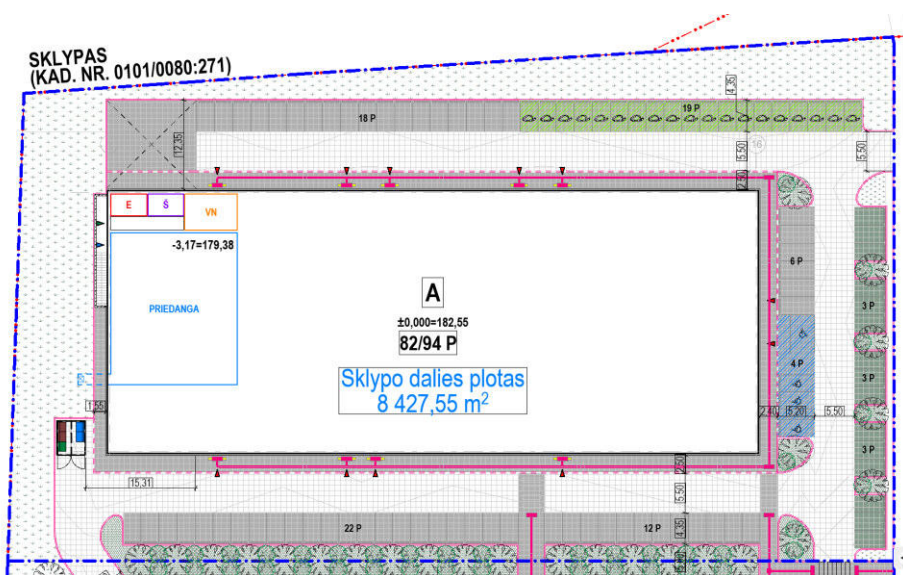 SKLYPAS
(KAD. NR. 0101/0080:271)
4,35
19 P
18 P
12,35
16
5,50
5,50
2,50
E
Š
VN
-3,17=179,38
6 P
A
PRIEDANGA
3 P
±0,000=182,55
82/94 P
4 P
Sklypo dalies plotas
8 427,55 m²
3 P
1,55
2,40
5,20
5,50
3 P
2,50
15,31
5,50
22 P
12 P
4,35